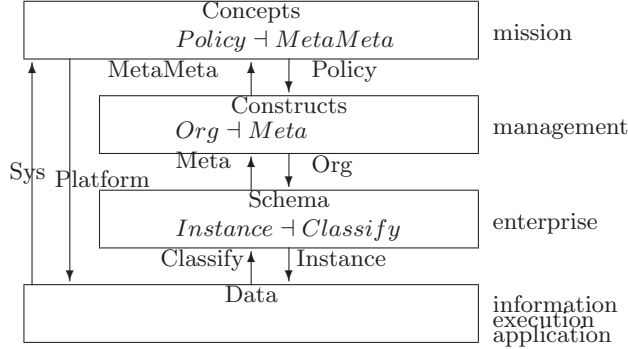 Concepts
Policy ⊣ MetaMeta
mission
MetaMeta
Policy
Constructs
Org ⊣ Meta
management
Meta
Org
Sys
Platform
Schema
Instance ⊣ Classify
enterprise
Classify
Instance
Data
information
execution
application